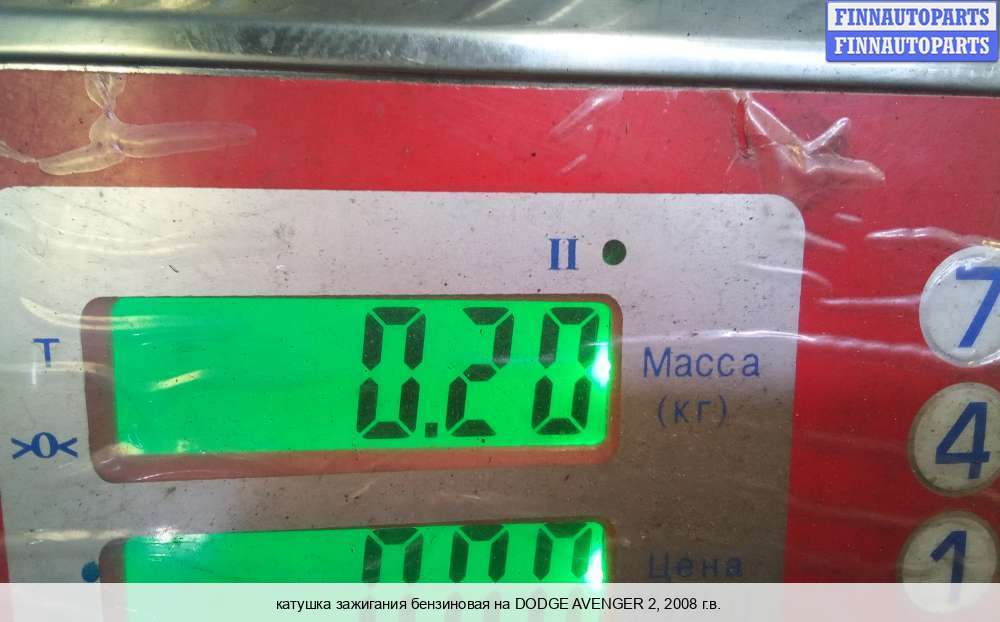 FINNAUTOPARTS
FINNAUTOPARTS
II
7
T
0.20
Масса
(кг)
>0<
4
Цена
1
катушка зажигания бензиновая на DODGE AVENGER 2, 2008 г.в.